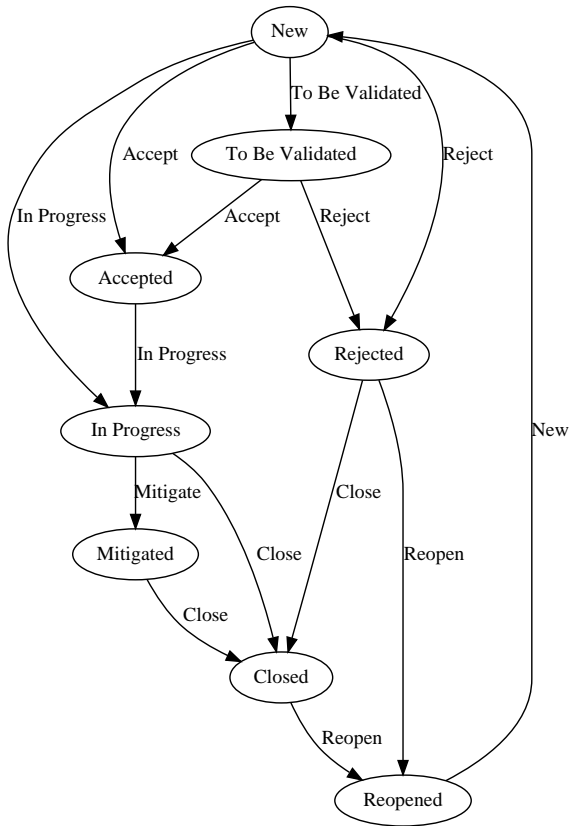 New
To Be Validated
To Be Validated
Accept
Reject
In Progress
Accept
Reject
Accepted
In Progress
Rejected
In Progress
New
Mitigate
Close
Mitigated
Close
Reopen
Close
Closed
Reopen
Reopened